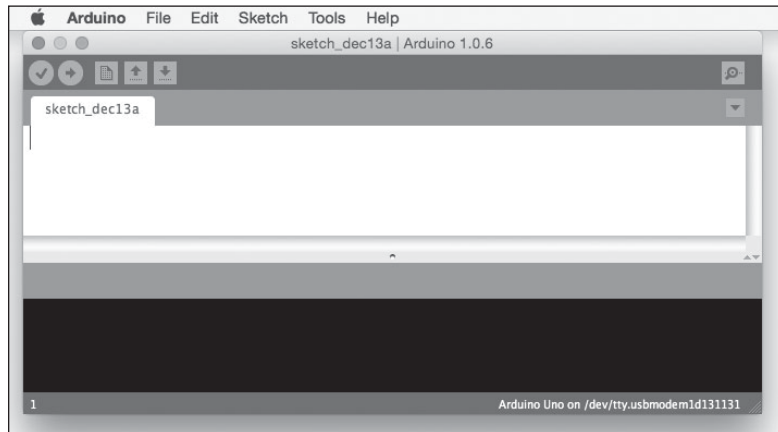 Arduino File Edit Sketch Tools Help
sketch_dec13a | Arduino 1.0.6
sketch_dec13a
1 Arduino Uno on /dev/tty.usbmodem1d131131